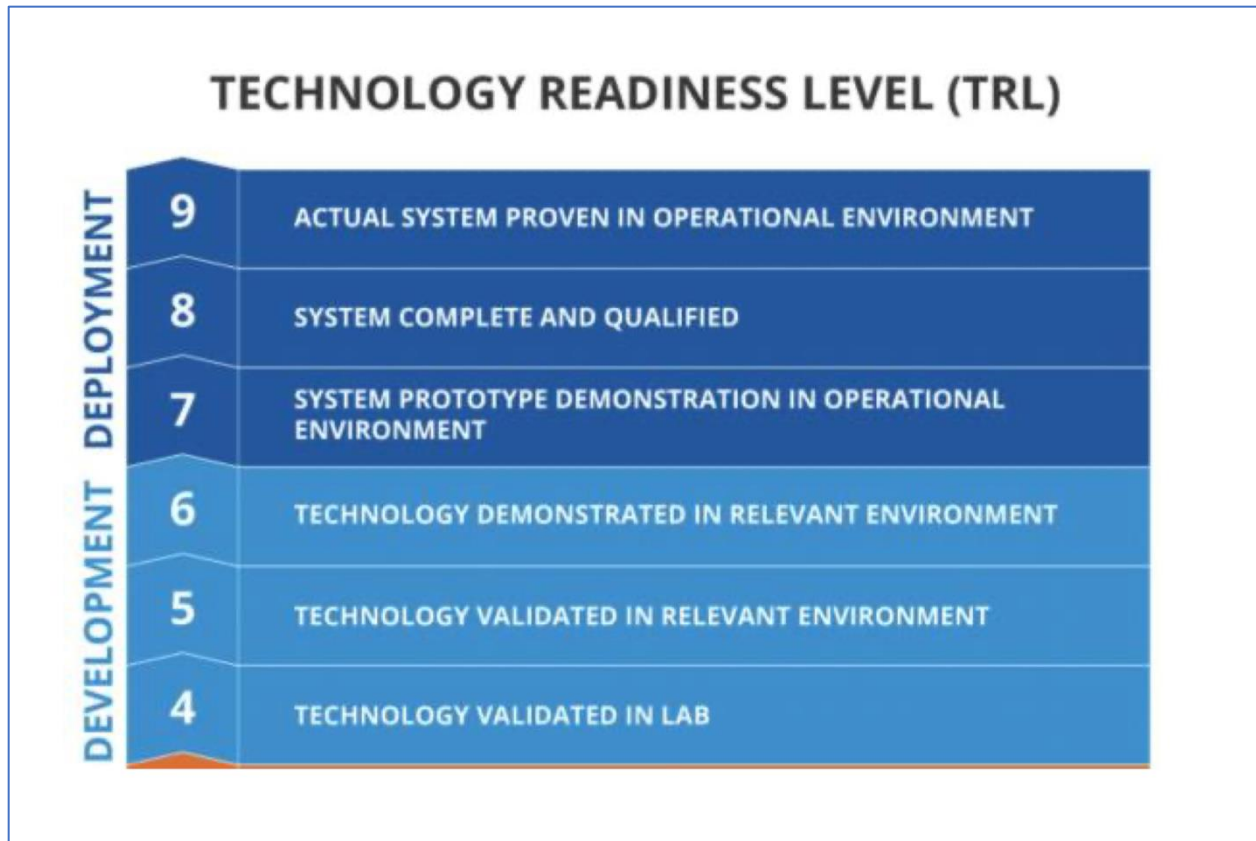 TECHNOLOGY READINESS LEVEL (TRL)
DEPLOYMENT
9
ACTUAL SYSTEM PROVEN IN OPERATIONAL ENVIRONMENT
8
SYSTEM COMPLETE AND QUALIFIED
7
SYSTEM PROTOTYPE DEMONSTRATION IN OPERATIONAL
ENVIRONMENT
DEVELOPMENT
6
TECHNOLOGY DEMONSTRATED IN RELEVANT ENVIRONMENT
5
TECHNOLOGY VALIDATED IN RELEVANT ENVIRONMENT
4
TECHNOLOGY VALIDATED IN LAB